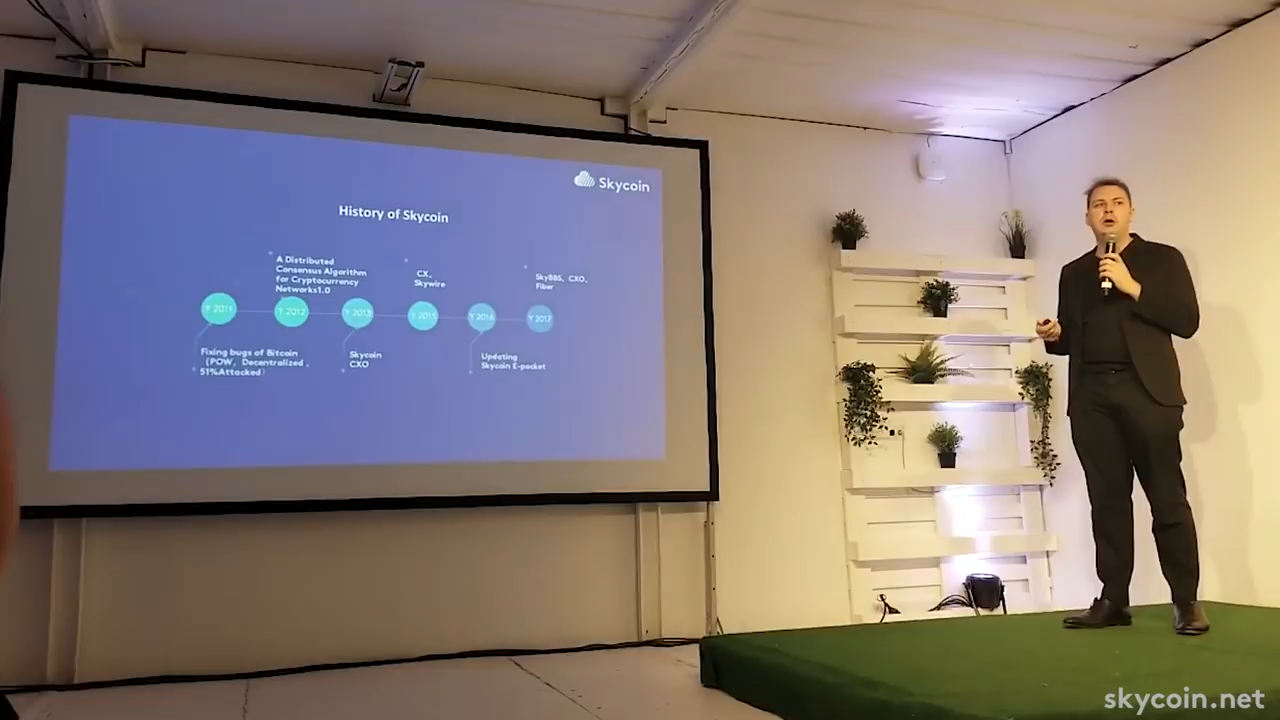 Skycoin
History of Skycoin
A Distributed
Consensus Algorithm
for Cryptocurrency
Networks1.0
CX、
Skywire
SkyBBS、CXO、
Fiber
Y 2011
Y 2012
Y 2013
Y 2015
Y 2016
Y 2017
Fixing bugs of Bitcoin
（POW、Decentralized 、
51%Attacked）
Skycoin
CXO
Updating
Skycoin E-pocket
skycoin.net